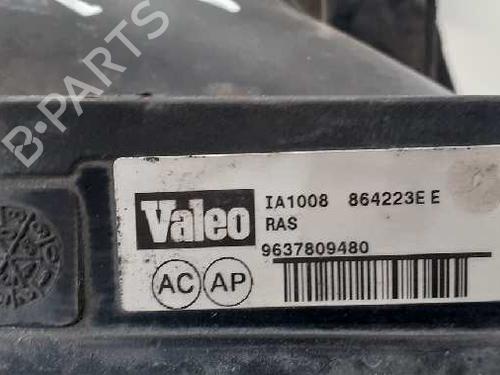 B-PARTS
Valeo
IA1008 864223E E
RAS
9637809480
AC AP